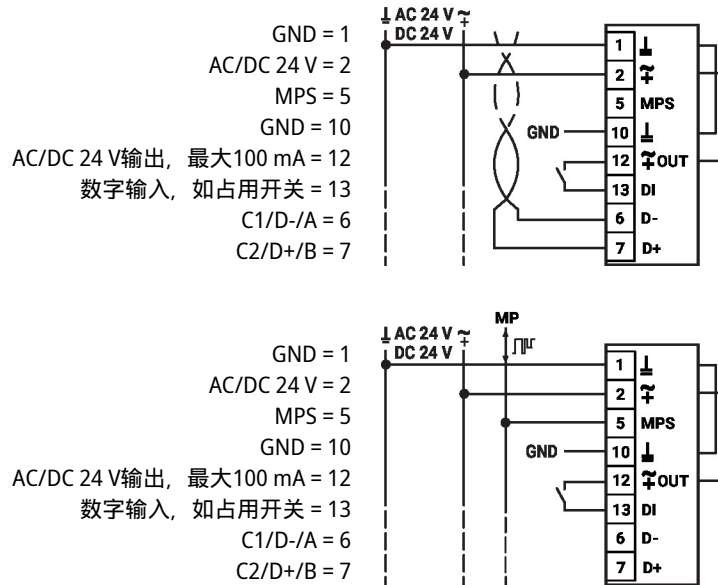 GND = 1
AC/DC 24 V = 2
MPS = 5
GND = 10
AC/DC 24 V输出，最大100 mA = 12
数字输入，如占用开关 = 13
C1/D-/A = 6
C2/D+/B = 7
AC 24 V
DC 24 V
1
2
5 MPS
GND 10
12 OUT
13 DI
6 D-
7 D+
GND = 1
AC/DC 24 V = 2
MPS = 5
GND = 10
AC/DC 24 V输出，最大100 mA = 12
数字输入，如占用开关 = 13
C1/D-/A = 6
C2/D+/B = 7
MP
AC 24 V
DC 24 V
1
2
5 MPS
GND 10
12 OUT
13 DI
6 D-
7 D+